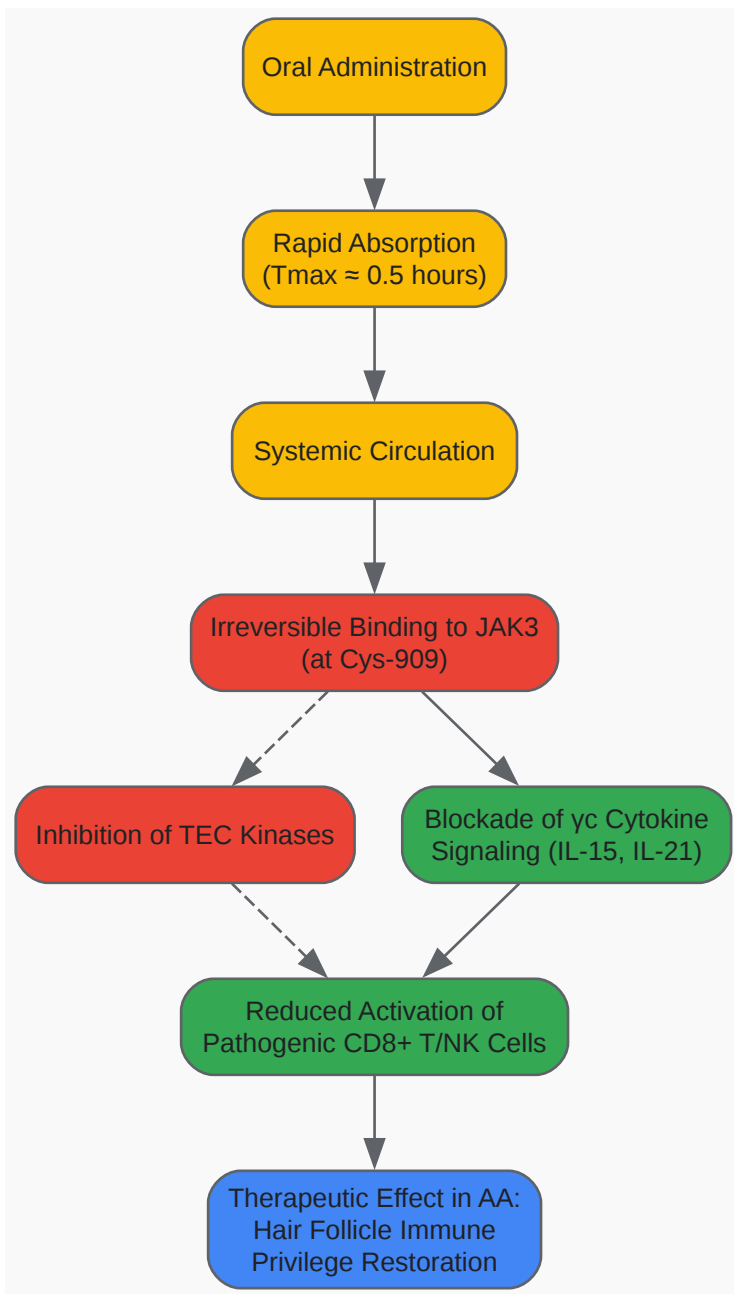 Oral Administration
Rapid Absorption
(Tmax ≈ 0.5 hours)
Systemic Circulation
Irreversible Binding to JAK3
(at Cys-909)
Inhibition of TEC Kinases
Blockade of γc Cytokine
Signaling (IL-15, IL-21)
Reduced Activation of
Pathogenic CD8+ T/NK Cells
Therapeutic Effect in AA:
Hair Follicle Immune
Privilege Restoration